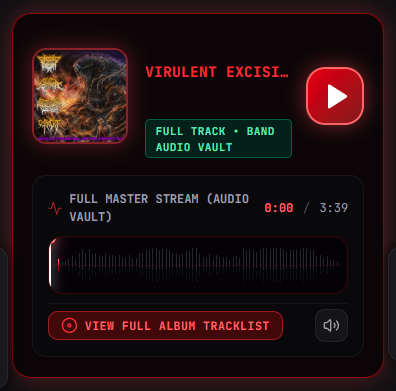 VIRULENT EXCISI…
FULL TRACK • BAND
AUDIO VAULT
FULL MASTER STREAM (AUDIO
VAULT)
0:00 / 3:39
VIEW FULL ALBUM TRACKLIST